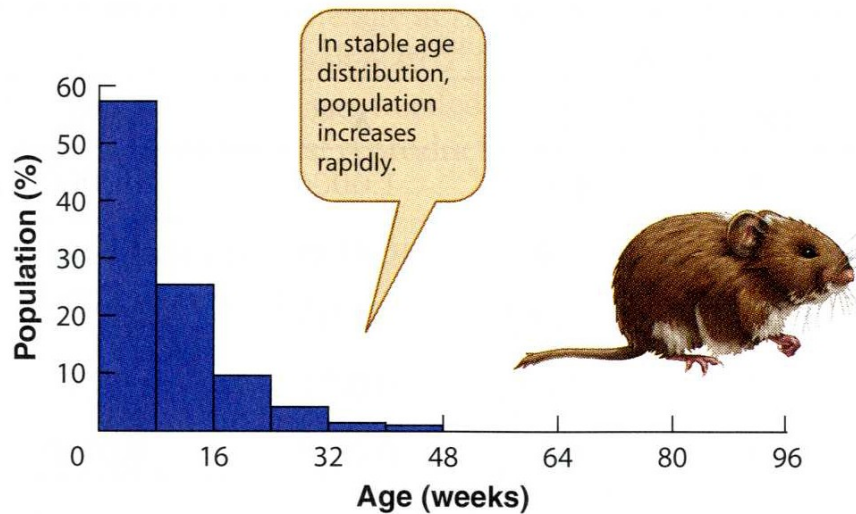 In stable age
distribution,
population
increases
rapidly.
60
50
40
30
20
10
0
Population (%)
16
32
48
64
80
96
Age (weeks)